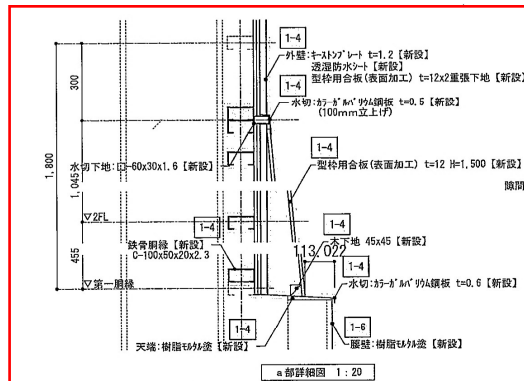 1-4
外壁:キーストンプレート t=1.2【新設】
透湿防水シート【新設】
型枠用合板(表面加工) t=12x2重張下地【新設】
1-4
水切:カラーガルバリウム鋼板 t=0.5【新設】
(100mm立上げ)
300
1,800
1,045
455
水切下地:ロ-60x30x1.6【新設】
1-4
型枠用合板(表面加工) t=12 H=1,500【新設】
隙間
▽2FL
1-4
鉄骨胴縁【新設】
C-100x50x20x2.3
1-4
木下地 45x45【新設】
113.022
▽第一胴縁
1-4
水切:カラーガルバリウム鋼板 t=0.6【新設】
1-4
天端:樹脂モルタル塗【新設】
1-6
腰壁:樹脂モルタル塗【新設】
a部詳細図 1:20